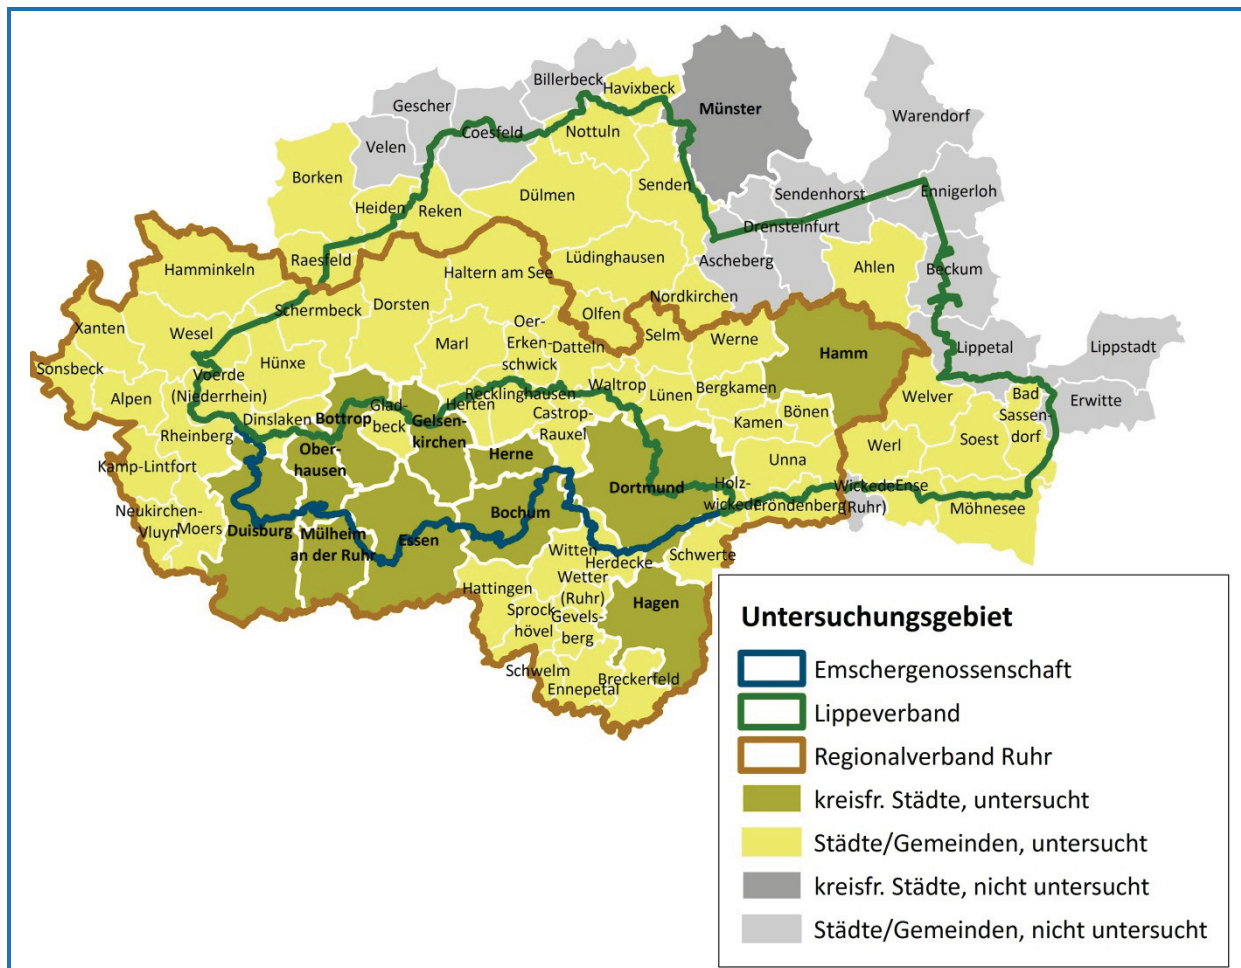 Billerbeck
Havixbeck
Gescher
Münster
Warendorf
Coesfeld
Nottuln
Velen
Borken
Senden
Sendenhorst
Ennigerloh
Dülmen
Heiden
Reken
Drensteinfurt
Raesfeld
Lüdinghausen
Ascheberg
Ahlen
Beckum
Hamminkeln
Haltern am See
Nordkirchen
Schermbeck
Dorsten
Olfen
Xanten
Wesel
Oer-
Erken-
schwick
Selm
Werne
Marl
Datteln
Hamm
Lippetal
Lippstadt
Sonsbeck
Hünxe
Voerde
(Niederrhein)
Waltrop
Lünen
Bergkamen
Welver
Bad
Sassen-
dorf
Erwitte
Alpen
Recklinghausen
Herten
Glad-
beck
Gelsen-
kirchen
Bottrop
Dinslaken
Castrop-
Rauxel
Bönen
Kamen
Rheinberg
Werl
Soest
Ober-
hausen
Herne
Unna
Kamp-Lintfort
Dortmund
Holz-
wickede
Wickede
(Ruhr)
Ense
Fröndenberg
Möhnesee
Neukirchen-
Vluyn
Moers
Duisburg
Mülheim
an der Ruhr
Essen
Bochum
Witten
Herdecke
Schwerte
Hattingen
Wetter
(Ruhr)
Hagen
Sprock
hövel
Gevels-
berg
Schwelm
Ennepetal
Breckerfeld
Untersuchungsgebiet
Emschergenossenschaft
Lippeverband
Regionalverband Ruhr
kreisfr. Städte, untersucht
Städte/Gemeinden, untersucht
kreisfr. Städte, nicht untersucht
Städte/Gemeinden, nicht untersucht